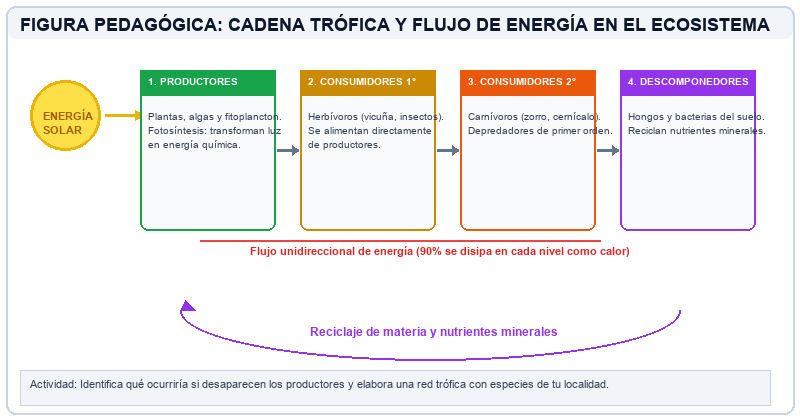 FIGURA PEDAGÓGICA: CADENA TRÓFICA Y FLUJO DE ENERGÍA EN EL ECOSISTEMA
ENERGÍA
SOLAR
1. PRODUCTORES
Plantas, algas y fitoplancton.
Fotosíntesis: transforman luz
en energía química.
2. CONSUMIDORES 1°
Herbívoros (vicuña, insectos).
Se alimentan directamente
de productores.
3. CONSUMIDORES 2°
Carnívoros (zorro, cernícalo).
Depredadores de primer orden.
4. DESCOMPONEDORES
Hongos y bacterias del suelo.
Reciclan nutrientes minerales.
Flujo unidireccional de energía (90% se disipa en cada nivel como calor)
Reciclaje de materia y nutrientes minerales
Actividad: Identifica qué ocurriría si desaparecen los productores y elabora una red trófica con especies de tu localidad.